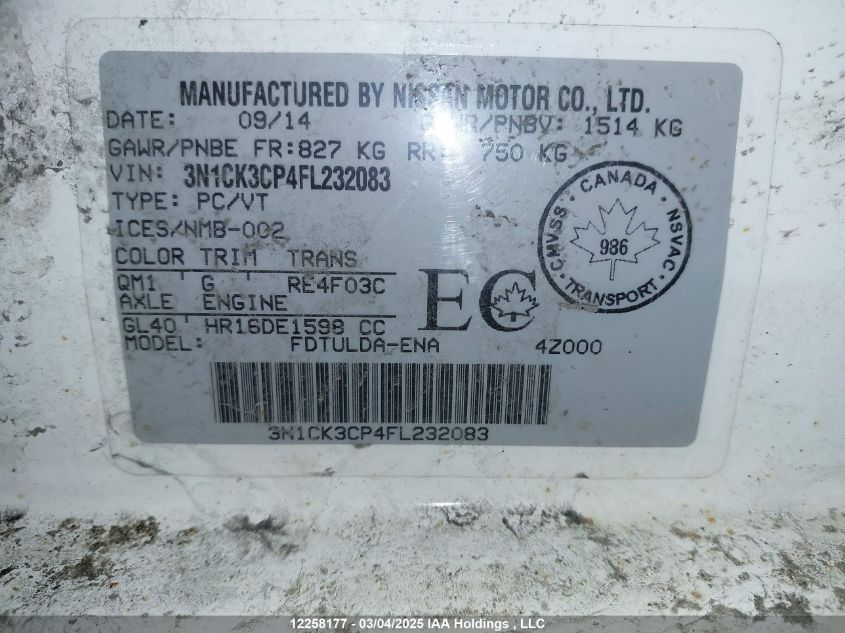 MANUFACTURED BY NISSAN MOTOR CO., LTD.
DATE: 09/14 GVWR/PNBV: 1514 KG
GAWR/PNBE FR:827 KG RR: 750 KG
VIN: 3N1CK3CP4FL232083
TYPE: PC/VT
ICES/NMB-002
COLOR TRIM TRANS
QM1 G RE4F03C
AXLE ENGINE
GL40 HR16DE1598 CC
MODEL: FDTULDA-ENA 4Z000
EC
CMVSS · CANADA · NSVAC · TRANSPORT ·
986
3N1CK3CP4FL232083
12258177 - 03/04/2025 IAA Holdings , LLC